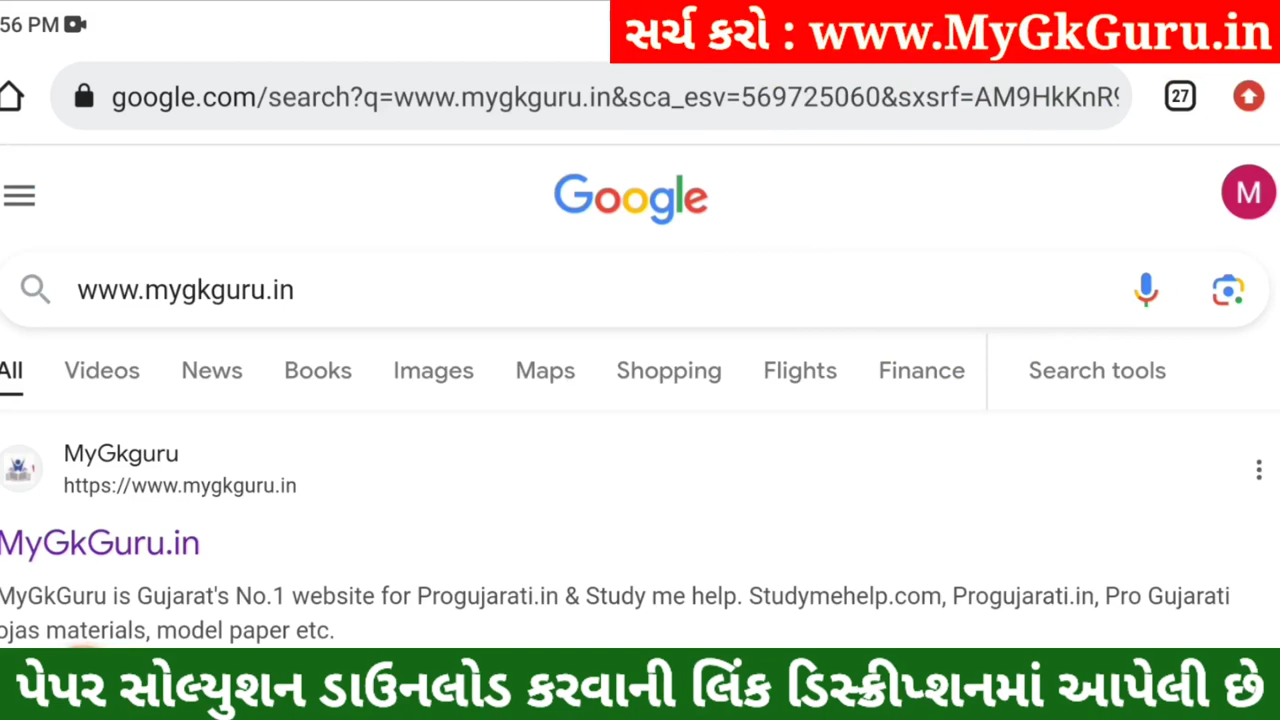 56 PM
સર્ચ કરો : www.MyGkGuru.in
google.com/search?q=www.mygkguru.in&sca_esv=569725060&sxsrf=AM9HkKnR9
27
Google
M
www.mygkguru.in
All Videos News Books Images Maps Shopping Flights Finance Search tools
MyGkguru
https://www.mygkguru.in
MyGkGuru.in
MyGkGuru is Gujarat's No.1 website for Progujarati.in & Study me help. Studymehelp.com, Progujarati.in, Pro Gujarati
ojas materials, model paper etc.
પેપર સોલ્યુશન ડાઉનલોડ કરવાની લિંક ડિસ્ક્રીપ્શનમાં આપેલી છે